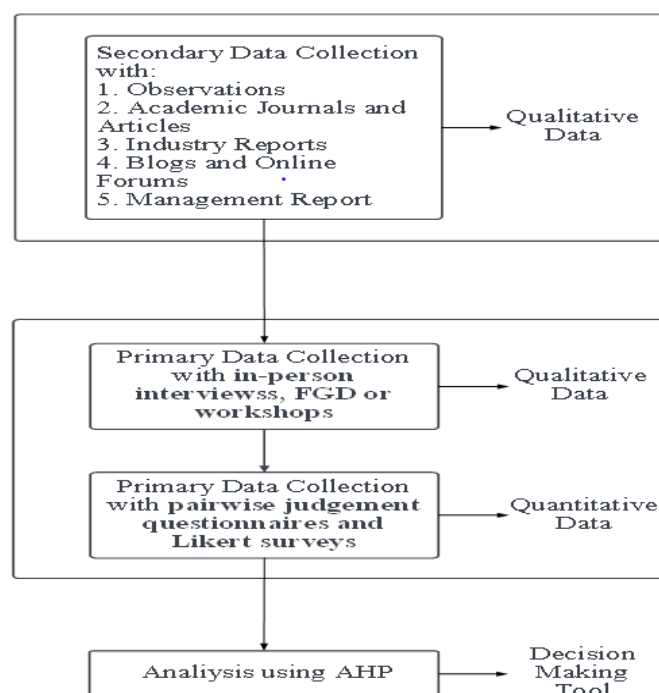 Secondary Data Collection
with:
1. Observations
2. Academic Journals and
Articles
3. Industry Reports
4. Blogs and Online
Forums
5. Management Report
Qualitative
Data
Primary Data Collection
with in-person
interviewss, FGD or
workshops
Qualitative
Data
Primary Data Collection
with pairwise judgement
questionnaires and
Likert surveys
Quantitative
Data
Analiysis using AHP
Decision
Making
Tool